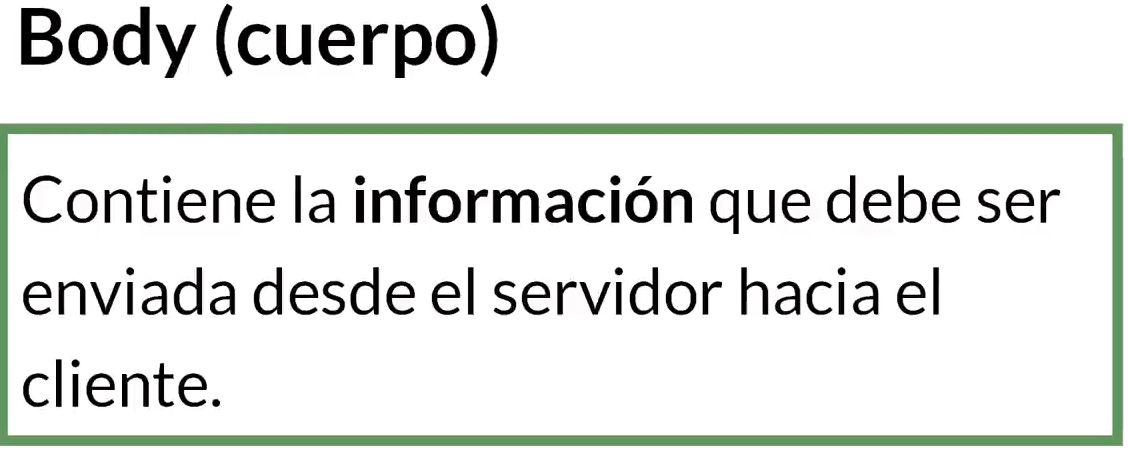 Body (cuerpo)
Contiene la información que debe ser
enviada desde el servidor hacia el
cliente.